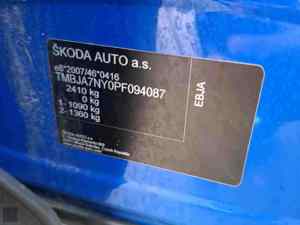 ŠKODA AUTO a.s.
e8*2007/46*0416
TMBJA7NY0PF094087
2410 kg
0 kg
1- 1090 kg
2- 1360 kg
EBJA